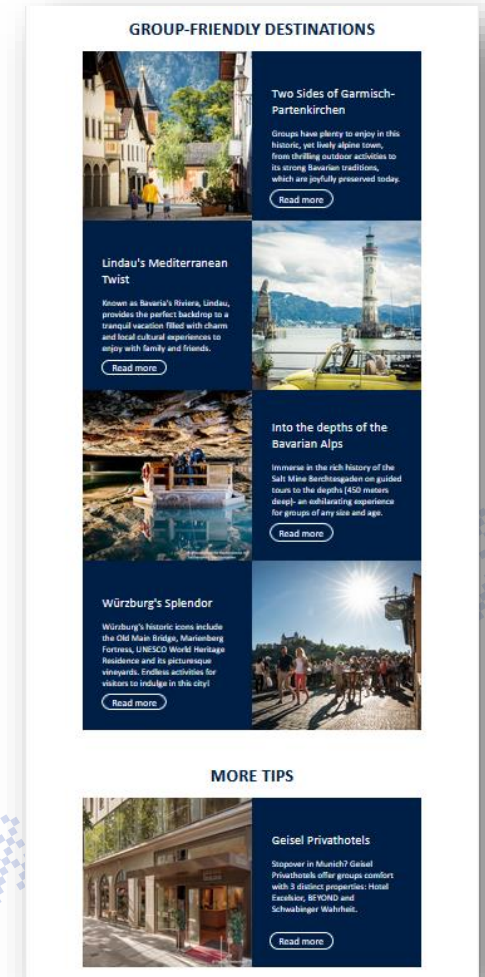 GROUP-FRIENDLY DESTINATIONS
Two Sides of Garmisch-
Partenkirchen
Groups have plenty to enjoy in this
historic, yet lively alpine town,
from thrilling outdoor activities to
its strong Bavarian traditions,
which are joyfully preserved today.
Read more
Lindau's Mediterranean
Twist
Known as Bavaria's Riviera, Lindau,
provides the perfect backdrop to a
tranquil vacation filled with charm
and local cultural experiences to
enjoy with family and friends.
Read more
Into the depths of the
Bavarian Alps
Immerse in the rich history of the
Salt Mine Berchtesgaden on guided
tours to the depths (450 meters
deep)- an exhilarating experience
for groups of any size and age.
Read more
Würzburg's Splendor
Würzburg's historic icons include
the Old Main Bridge, Marienberg
Fortress, UNESCO World Heritage
Residence and its picturesque
vineyards. Endless activities for
visitors to indulge in this city!
Read more
MORE TIPS
Geisel Privathotels
Stopover in Munich? Geisel
Privathotels offer groups comfort
with 3 distinct properties: Hotel
Excelsior, BEYOND and
Schwabinger Wahrheit.
Read more